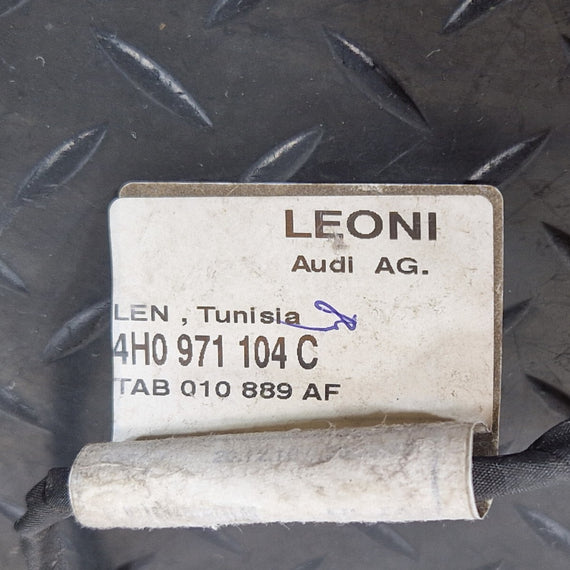 LEONI
Audi AG.
LEN , Tunisia
4H0 971 104 C
TAB 010 889 AF